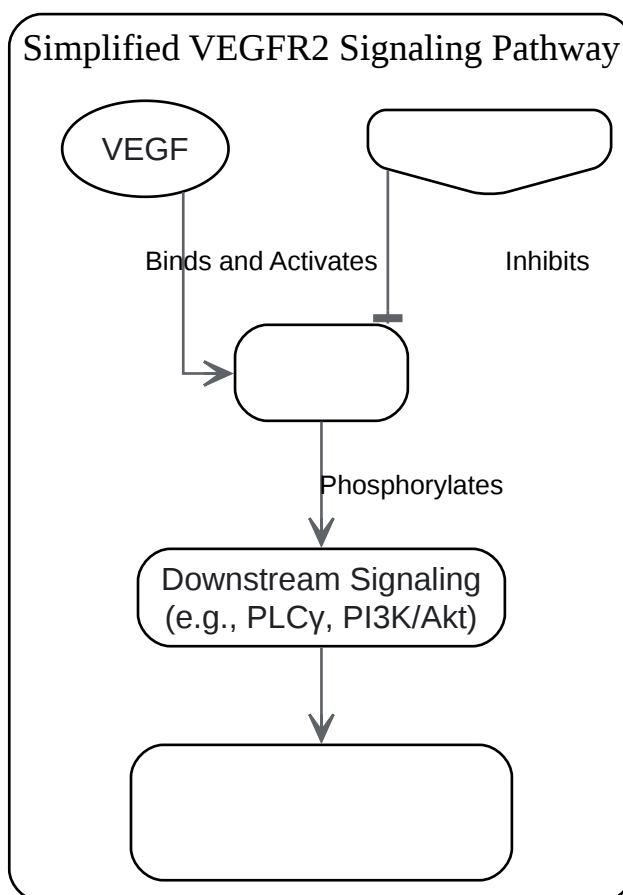 Simplified VEGFR2 Signaling Pathway
VEGF
Binds and Activates
Inhibits
Phosphorylates
Downstream Signaling
(e.g., PLCγ, PI3K/Akt)